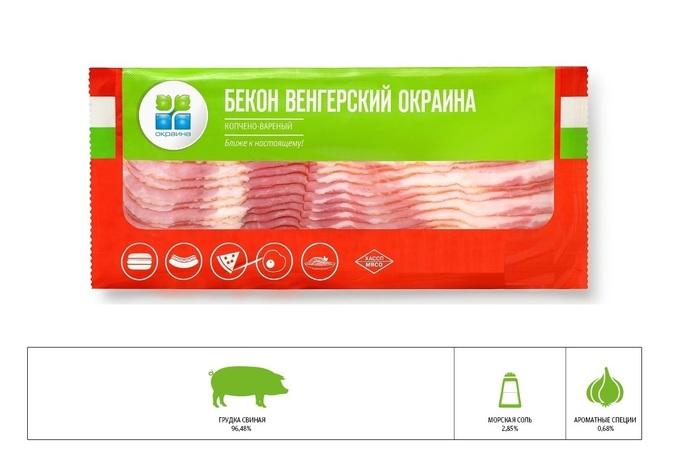 БЕКОН ВЕНГЕРСКИЙ ОКРАИНА
окраина
КОПЧЕНО-ВАРЕНЫЙ
Ближе к настоящему!
ХАССП
МЯСО
ГРУДКА СВИНАЯ
96,48%
МОРСКАЯ СОЛЬ
2,85%
АРОМАТНЫЕ СПЕЦИИ
0,68%